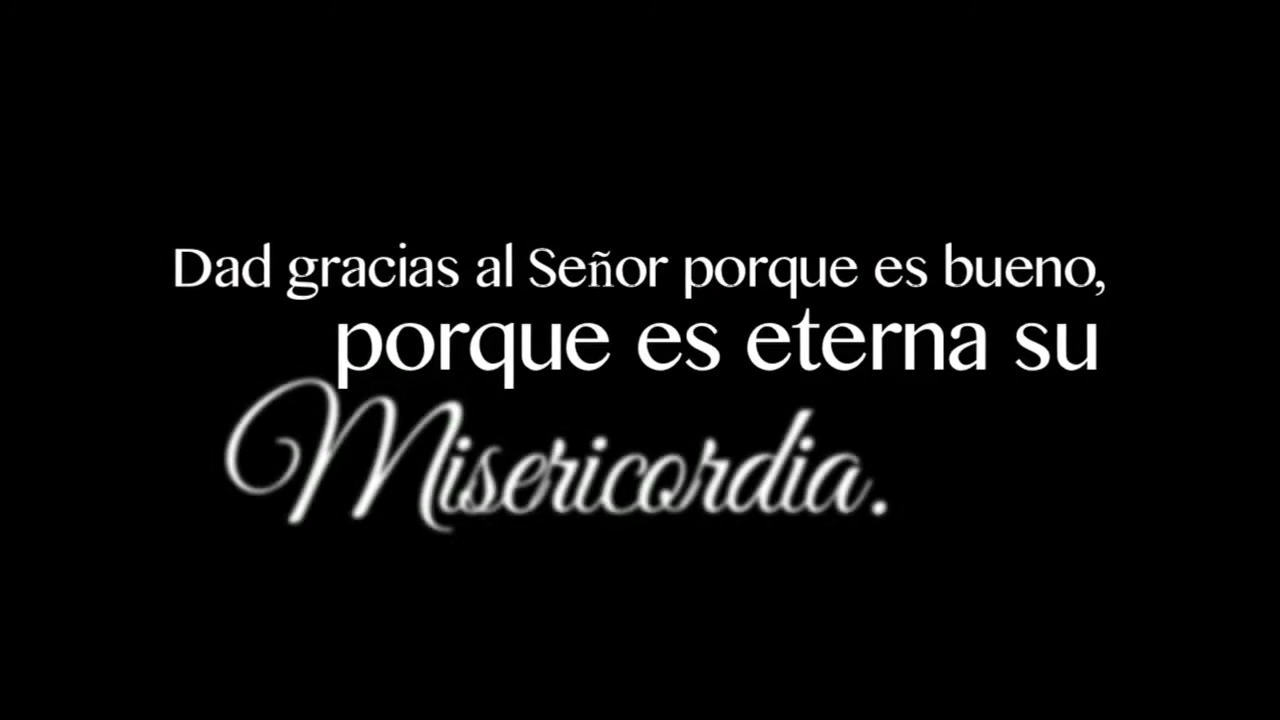 Dad gracias al Señor porque es bueno,
porque es eterna su
Misericordia.